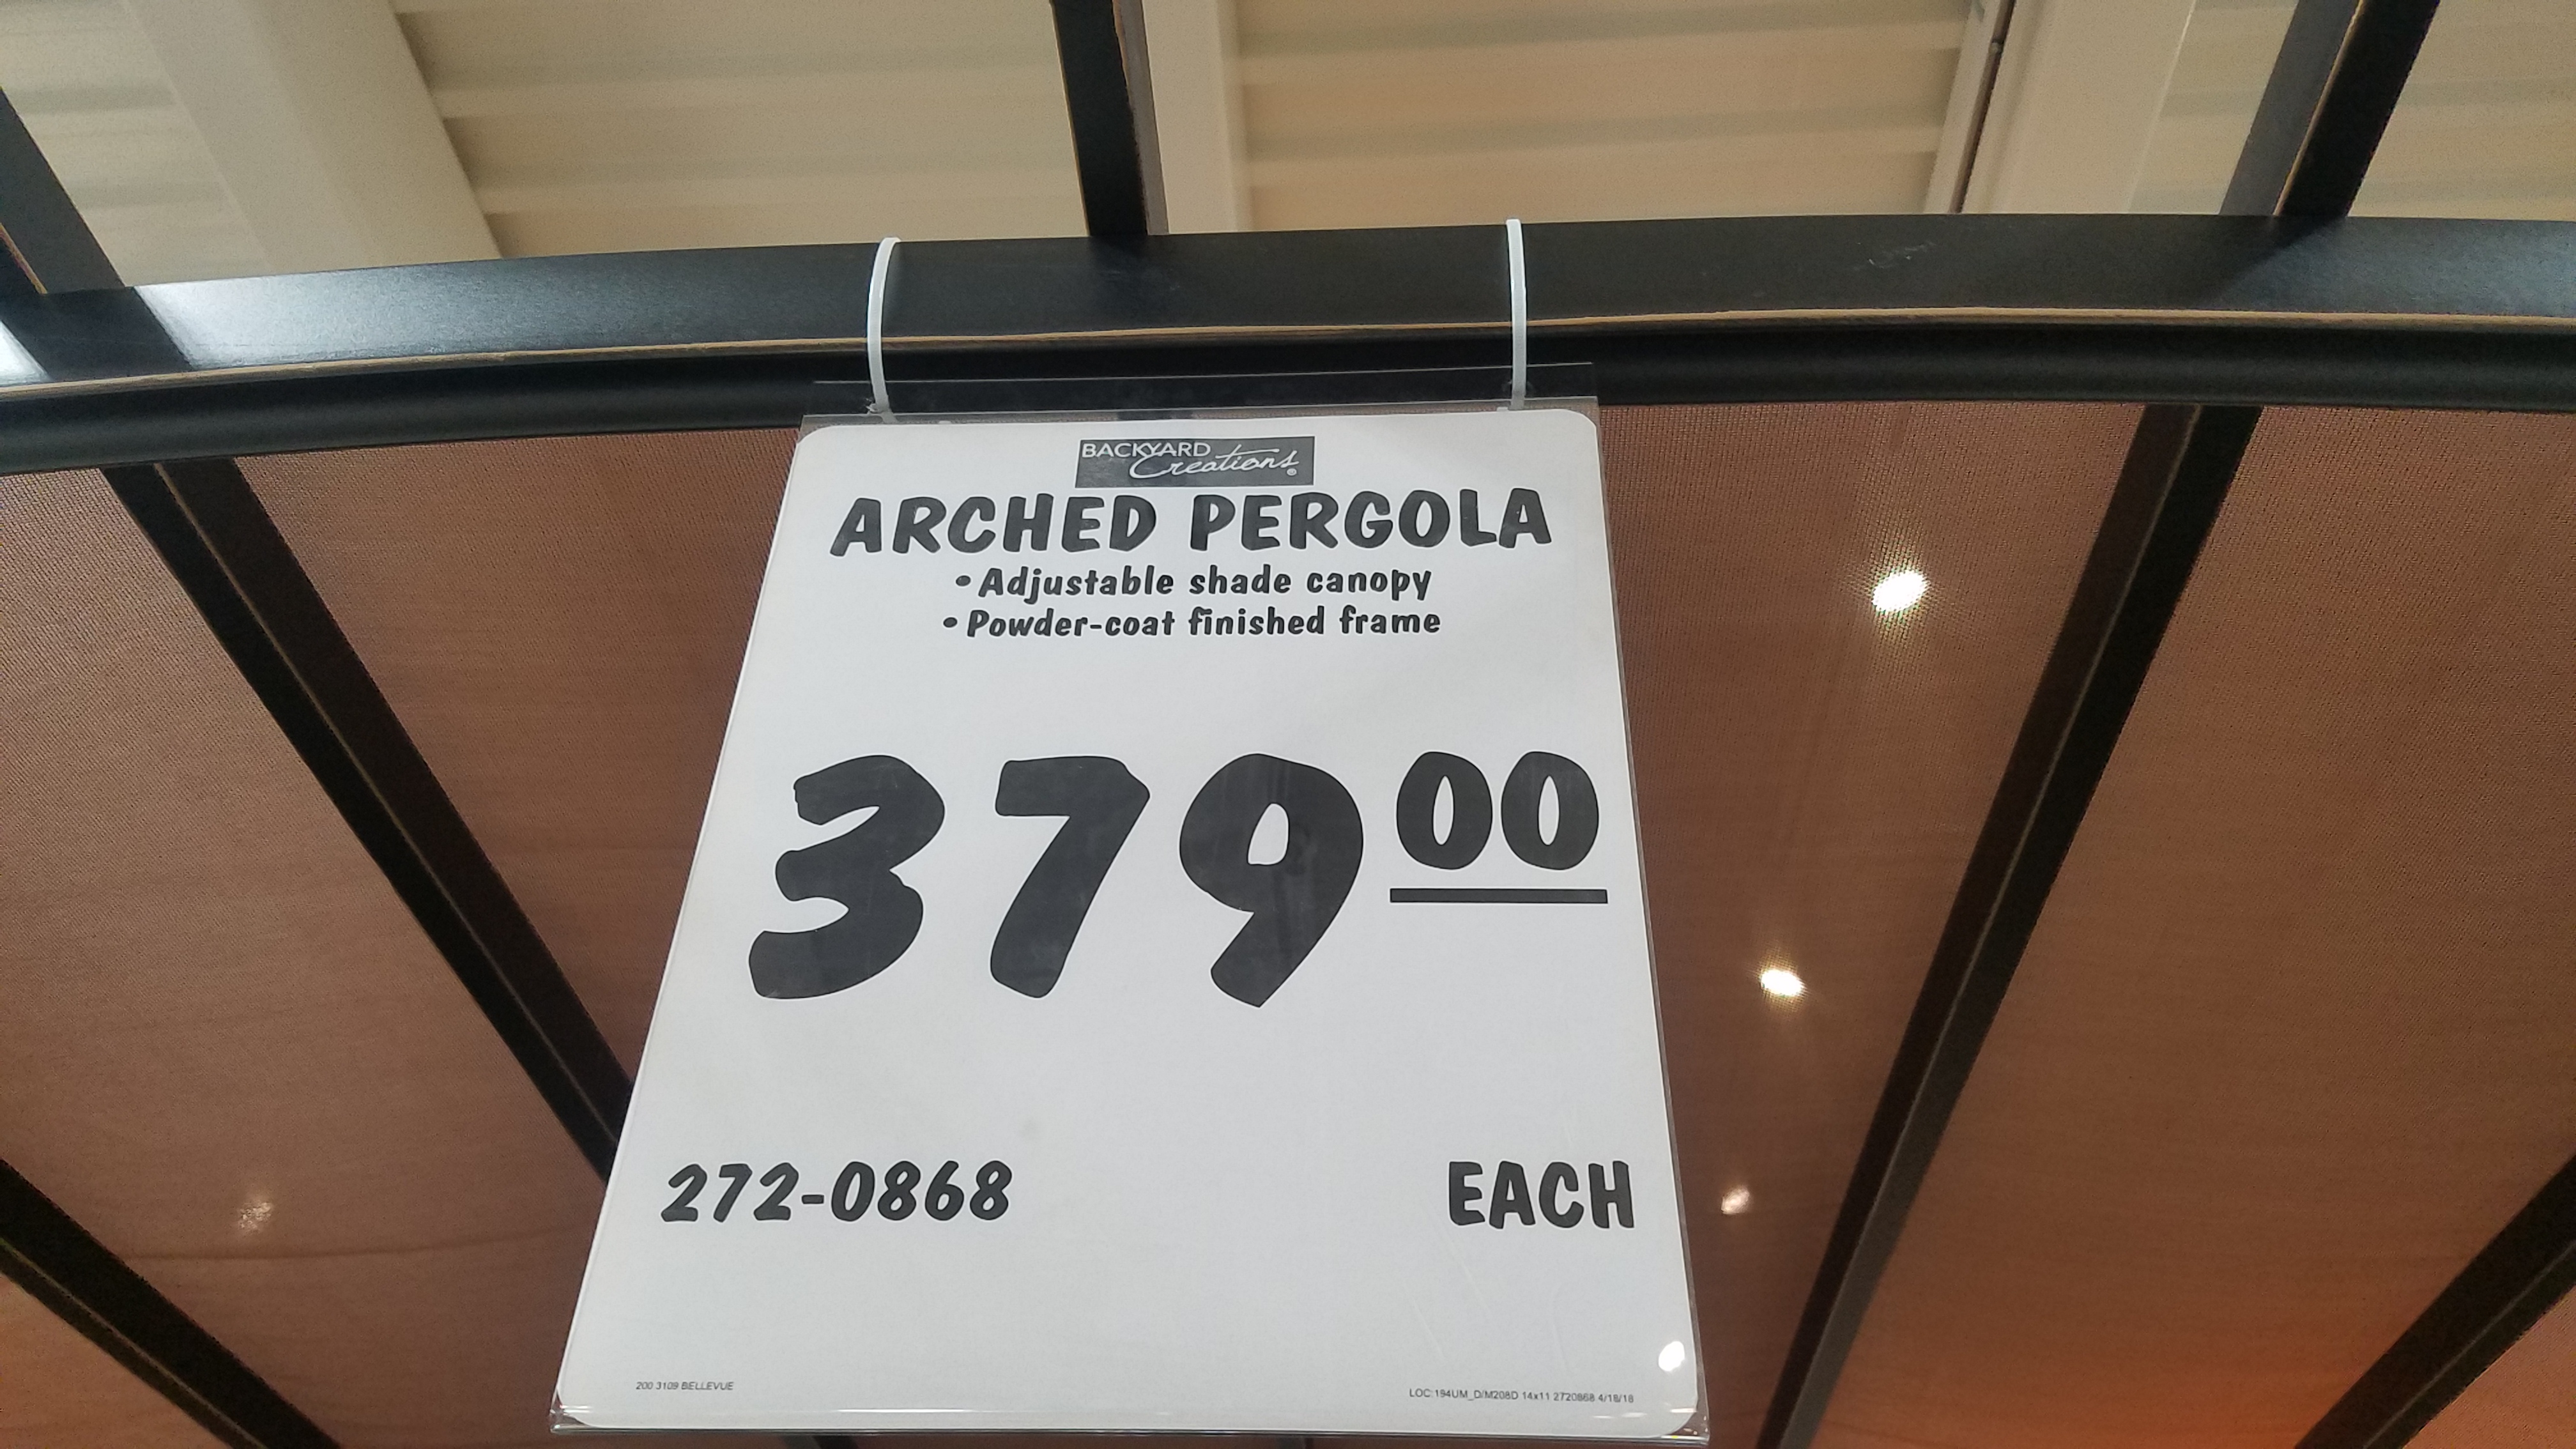 BACKYARD
Creations®
ARCHED PERGOLA
• Adjustable shade canopy
• Powder-coat finished frame
379 00
272-0868 EACH
200 3109 BELLEVUE
LOC:194UM_D/M208D 14x11 2720868 4/18/18